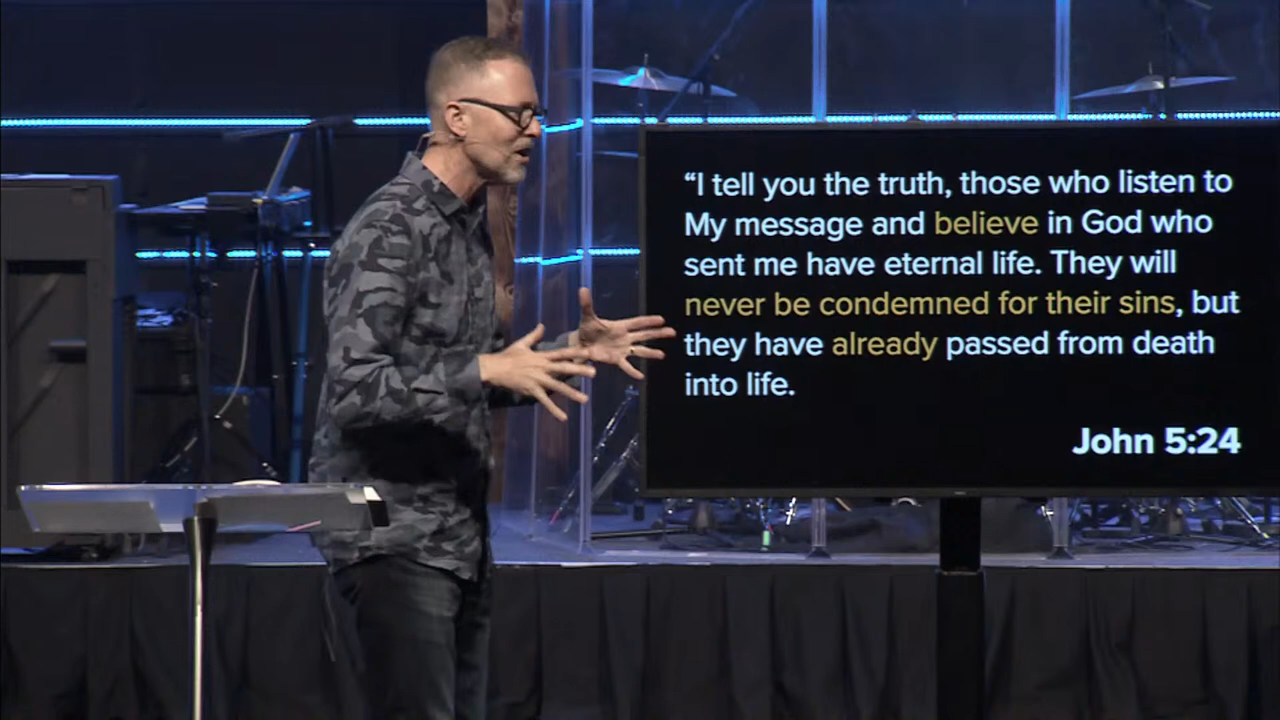 “I tell you the truth, those who listen to
My message and believe in God who
sent me have eternal life. They will
never be condemned for their sins, but
they have already passed from death
into life.
John 5:24